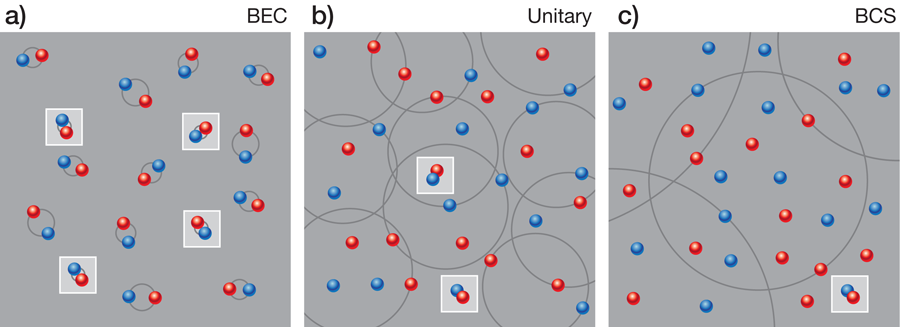 a) BEC
b) Unitary
c) BCS